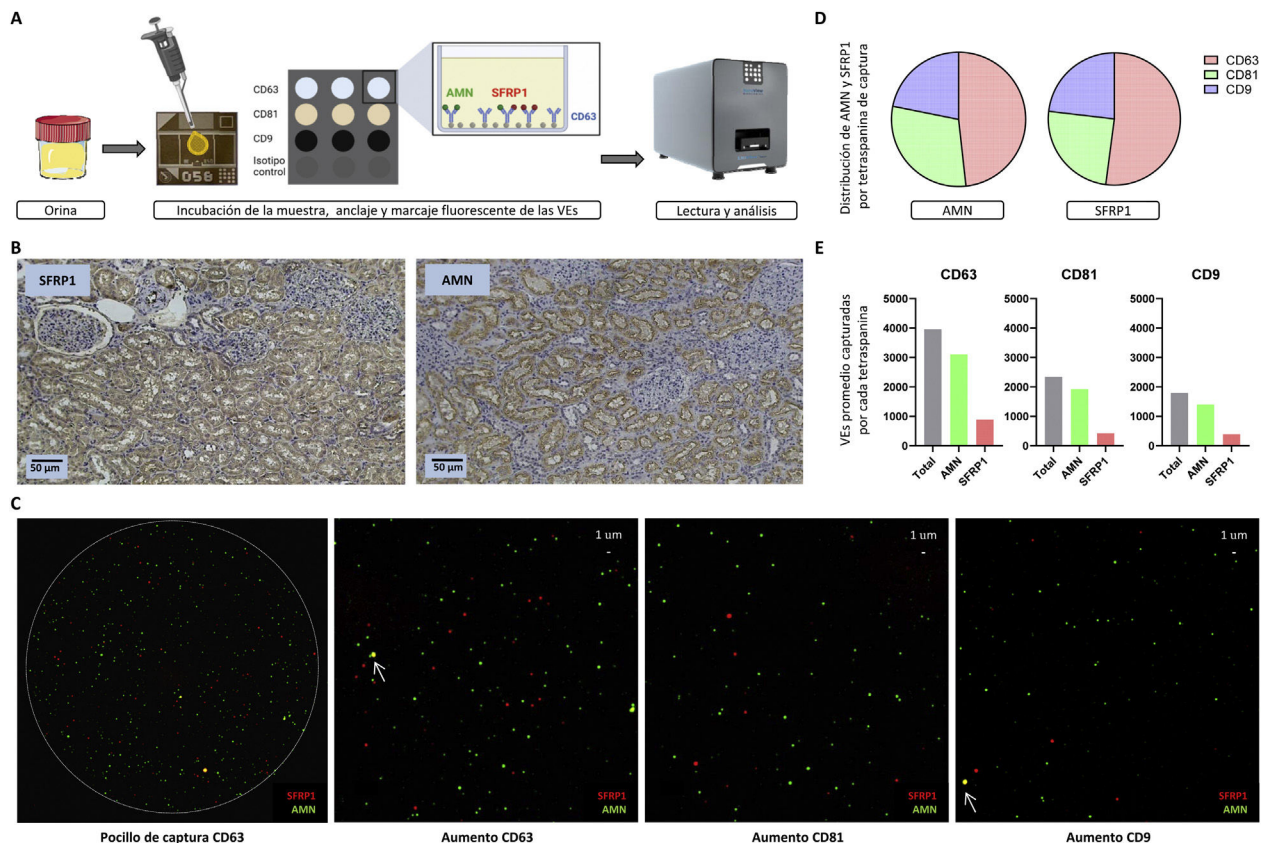 A
CD63
CD81
CD9
Isotipo
control
AMN
SFRP1
CD63
058
Orina
Incubación de la muestra, anclaje y marcaje fluorescente de las VEs
Lectura y análisis
D
Distribución de AMN y SFRP1
por tetraspanina de captura
CD63
CD81
CD9
AMN
SFRP1
B
SFRP1
50 µm
AMN
50 µm
E
VEs promedio capturadas
por cada tetraspanina
CD63
5000
4000
3000
2000
1000
0
Total
AMN
SFRP1
CD81
5000
4000
3000
2000
1000
0
Total
AMN
SFRP1
CD9
5000
4000
3000
2000
1000
0
Total
AMN
SFRP1
C
SFRP1
AMN
Pocillo de captura CD63
1 um
SFRP1
AMN
Aumento CD63
1 um
SFRP1
AMN
Aumento CD81
1 um
SFRP1
AMN
Aumento CD9